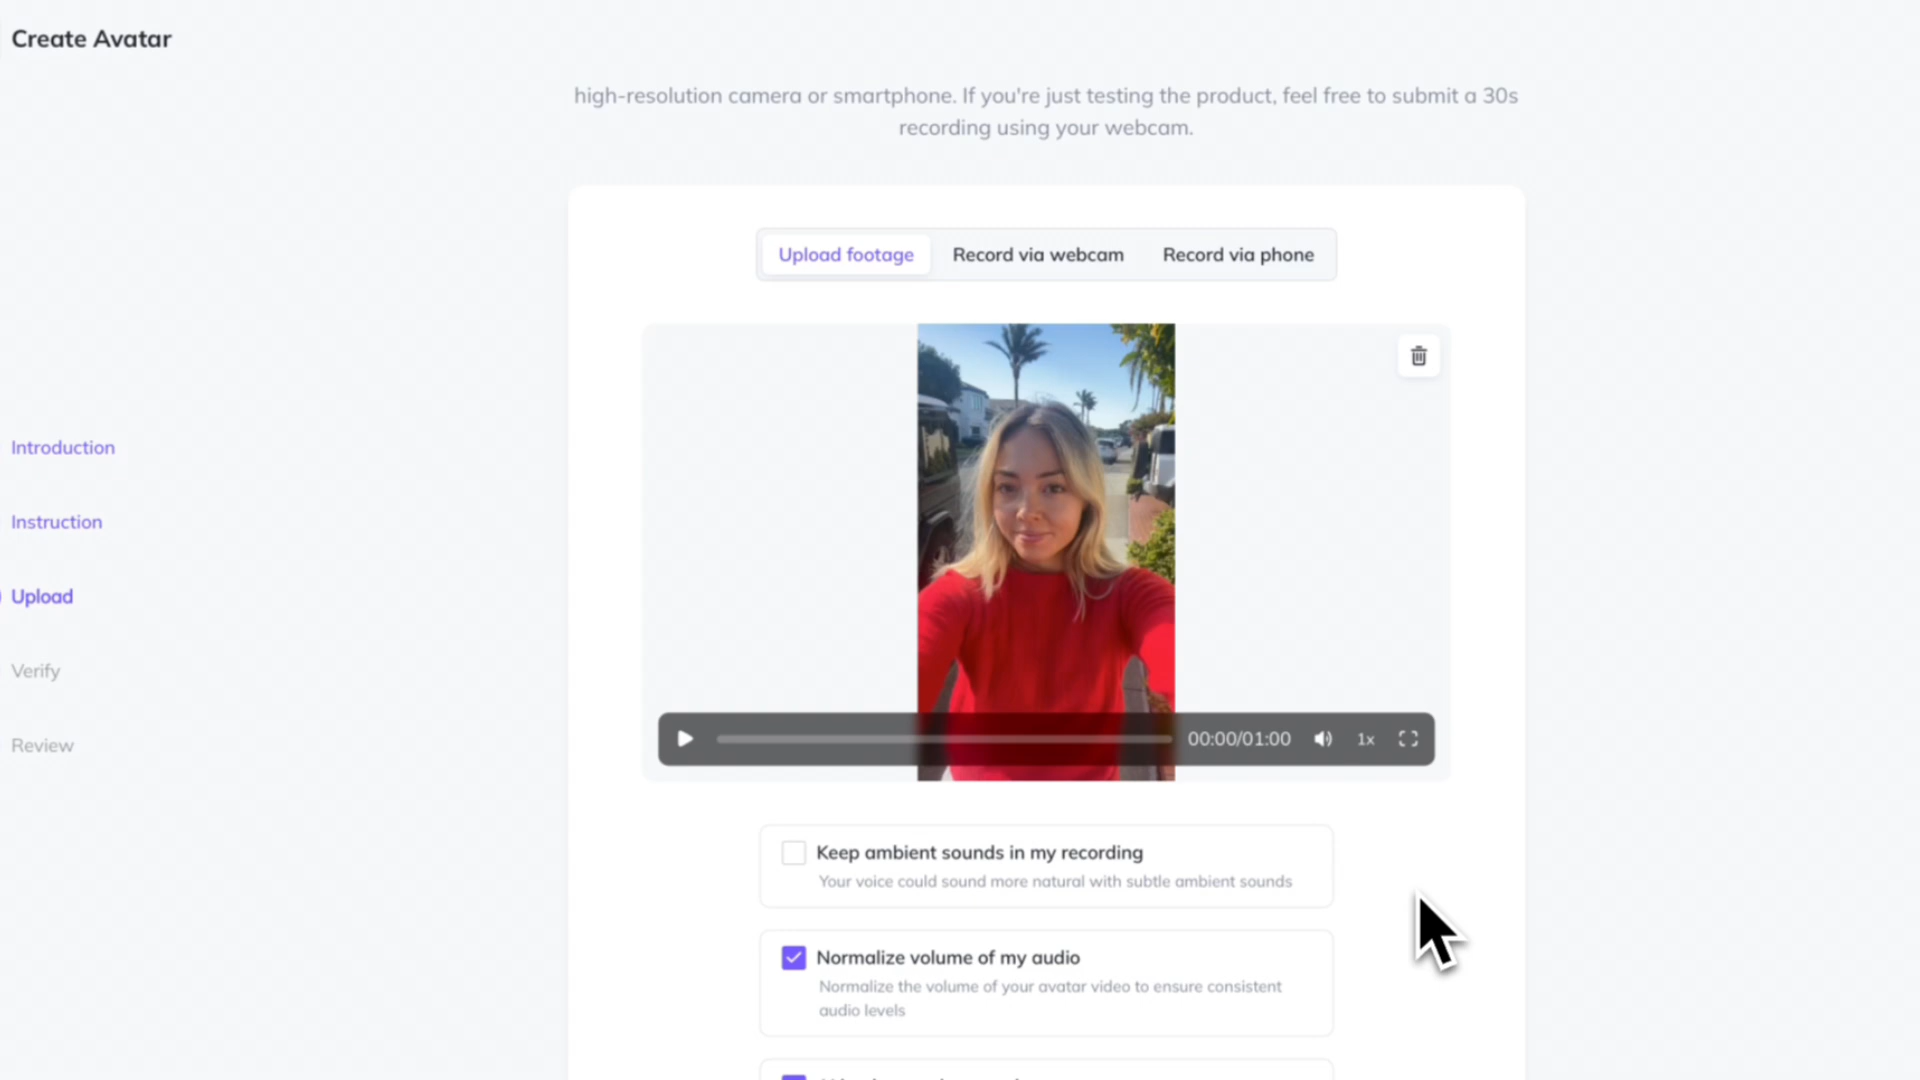 Create Avatar
high-resolution camera or smartphone. If you're just testing the product, feel free to submit a 30s
recording using your webcam.
Upload footage
Record via webcam
Record via phone
Introduction
Instruction
Upload
Verify
Review
00:00/01:00
1x
Keep ambient sounds in my recording
Your voice could sound more natural with subtle ambient sounds
Normalize volume of my audio
Normalize the volume of your avatar video to ensure consistent
audio levels